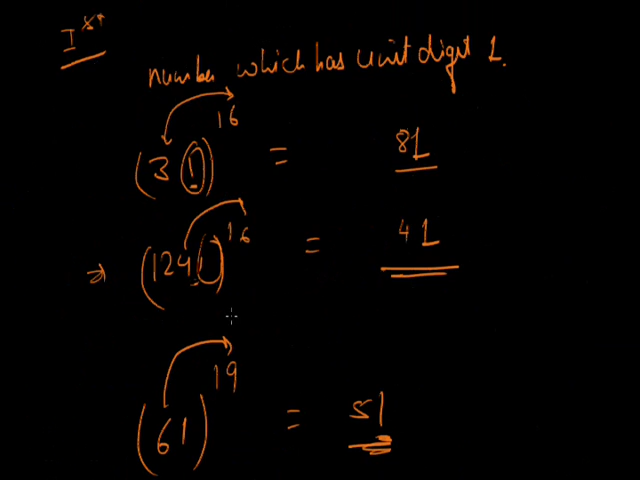 I st
number which has unit digit 1.
(31)^16 = 81
→ (1241)^16 = 41
(61)^19 = 51